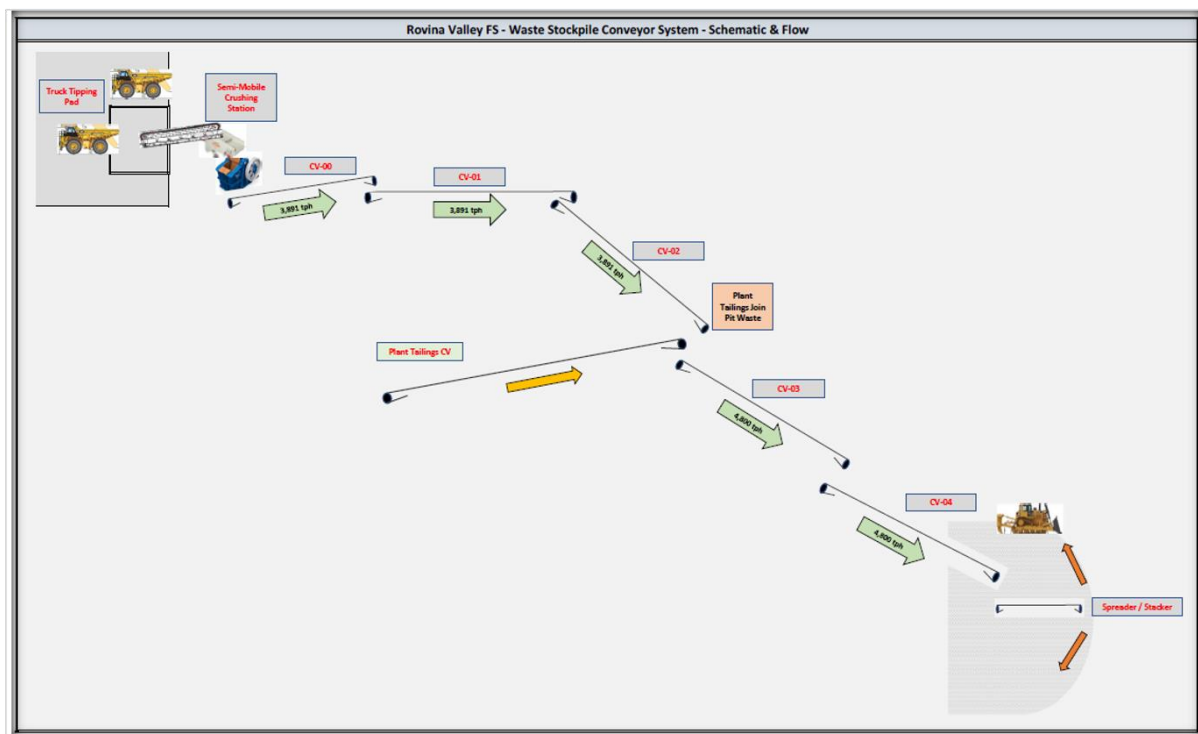 Rovina Valley FS - Waste Stockpile Conveyor System - Schematic & Flow
Truck Tipping
Pad
Semi-Mobile
Crushing
Station
CV-00
3,891 tph
CV-01
3,891 tph
CV-02
3,891 tph
Plant
Tailings Join
Pit Waste
Plant Tailings CV
CV-03
4,800 tph
CV-04
4,800 tph
Spreader / Stacker